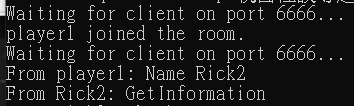 Waiting for client on port 6666...
player1 joined the room.
Waiting for client on port 6666...
From player1: Name Rick2
From Rick2: GetInformation